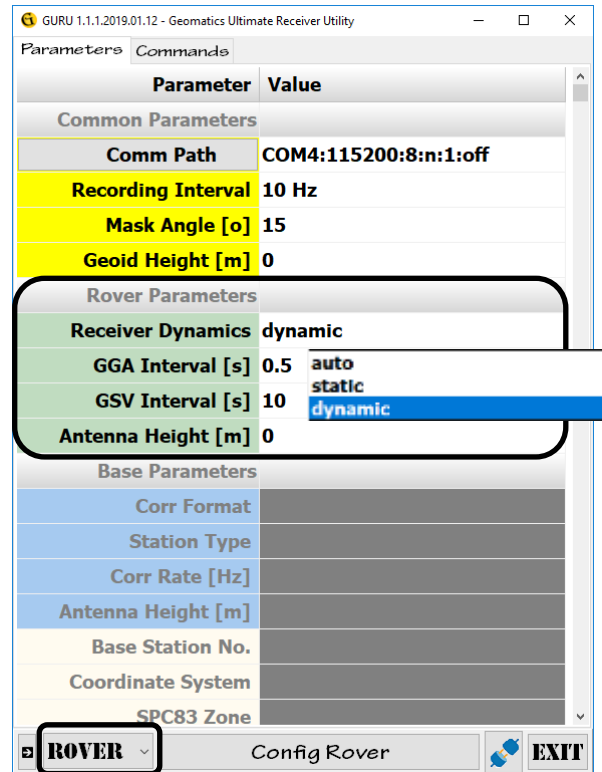 GURU 1.1.1.2019.01.12 - Geomatics Ultimate Receiver Utility
Parameters Commands
Parameter Value
Common Parameters
Comm Path COM4:115200:8:n:1:off
Recording Interval 10 Hz
Mask Angle [o] 15
Geoid Height [m] 0
Rover Parameters
Receiver Dynamics dynamic
GGA Interval [s] 0.5
auto
static
GSV Interval [s] 10
dynamic
Antenna Height [m] 0
Base Parameters
Corr Format
Station Type
Corr Rate [Hz]
Antenna Height [m]
Base Station No.
Coordinate System
SPC83 Zone
ROVER Config Rover EXIT